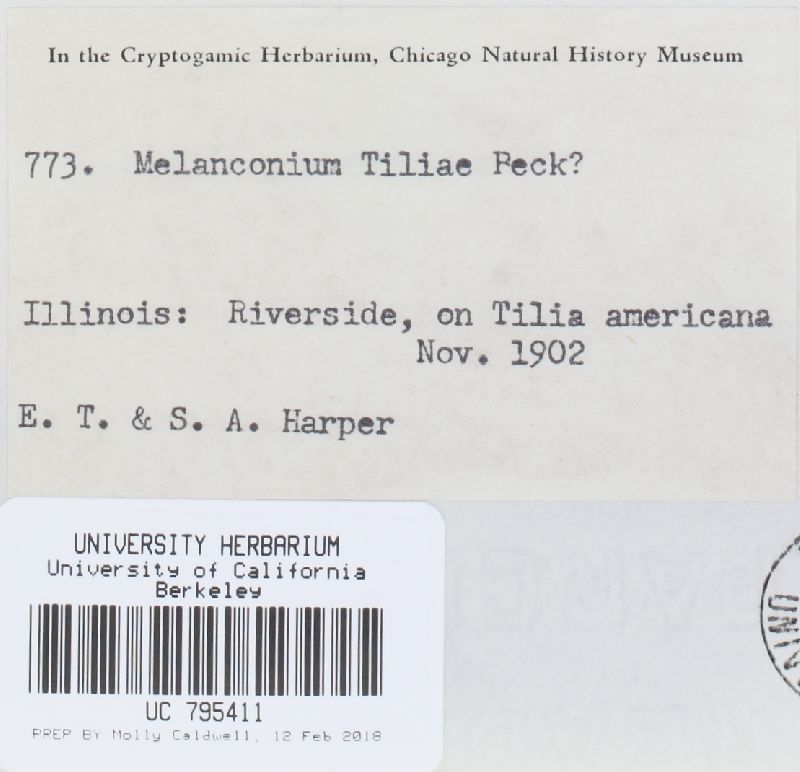 In the Cryptogamic Herbarium, Chicago Natural History Museum
773. Melanconium Tiliae Peck?
Illinois: Riverside, on Tilia americana
Nov. 1902
E. T. & S. A. Harper
UNIVERSITY HERBARIUM
University of California
Berkeley
UC 795411
PREP BY Molly Caldwell, 12 Feb 2018